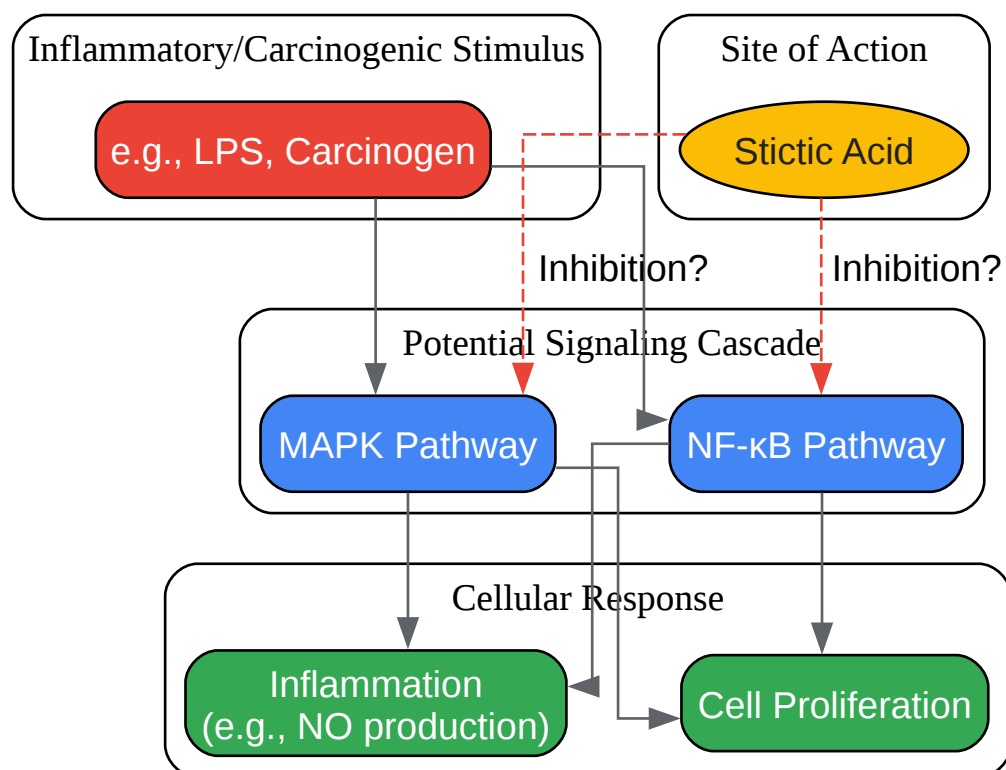 Inflammatory/Carcinogenic Stimulus
Site of Action
e.g., LPS, Carcinogen
Stictic Acid
Inhibition?
Inhibition?
Potential Signaling Cascade
MAPK Pathway
NF-κB Pathway
Cellular Response
Inflammation
(e.g., NO production)
Cell Proliferation